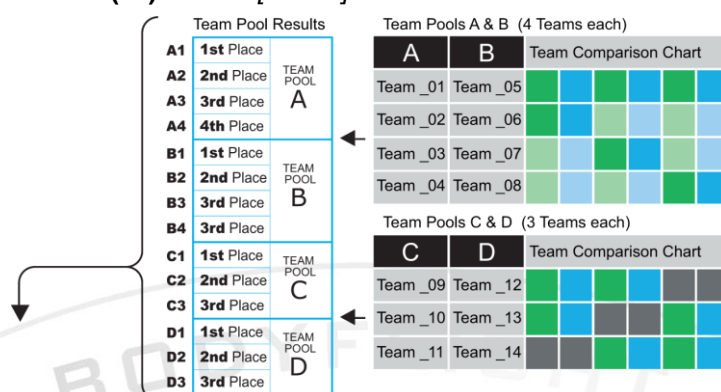 Team Pool Results
A1 1st Place
A2 2nd Place
A3 3rd Place
A4 4th Place
TEAM
POOL
A
B1 1st Place
B2 2nd Place
B3 3rd Place
B4 3rd Place
TEAM
POOL
B
C1 1st Place
C2 2nd Place
C3 3rd Place
TEAM
POOL
C
D1 1st Place
D2 2nd Place
D3 3rd Place
TEAM
POOL
D
Team Pools A & B (4 Teams each)
A B Team Comparison Chart
Team _01 Team _05
Team _02 Team _06
Team _03 Team _07
Team _04 Team _08
Team Pools C & D (3 Teams each)
C D Team Comparison Chart
Team _09 Team _12
Team _10 Team _13
Team _11 Team _14